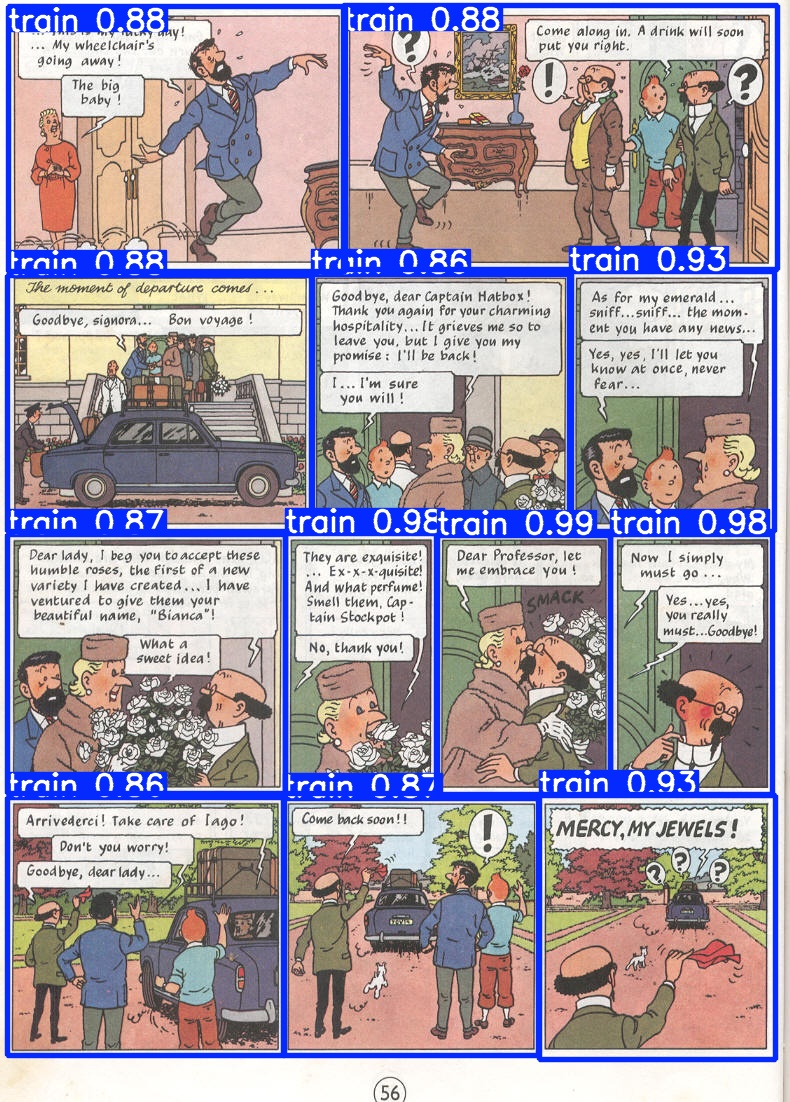 train 0.88
... This is my lucky day!
... My wheelchair's
going away!
The big
baby!
train 0.88
?
Come along in. A drink will soon
put you right.
!
?
train 0.88
The moment of departure comes...
Goodbye, signora... Bon voyage!
train 0.86
Goodbye, dear Captain Hatbox!
Thank you again for your charming
hospitality... It grieves me so to
leave you, but I give you my
promise: I'll be back!
I... I'm sure
you will!
train 0.93
As for my emerald...
sniff...sniff... the mom-
ent you have any news...
Yes, yes, I'll let you
know at once, never
fear...
train 0.87
Dear lady, I beg you to accept these
humble roses, the first of a new
variety I have created... I have
ventured to give them your
beautiful name, "Bianca"!
What a
sweet idea!
train 0.98
They are exquisite!
... Ex-x-x-quisite!
And what perfume!
Smell them, Cap-
tain Stockpot!
No, thank you!
train 0.99
Dear Professor, let
me embrace you!
SMACK
train 0.98
Now I simply
must go...
Yes...yes,
you really
must...Goodbye!
train 0.86
Arrivederci! Take care of Iago!
Don't you worry!
Goodbye, dear lady...
train 0.87
Come back soon!!
!
train 0.93
MERCY, MY JEWELS!
? ? ?
56